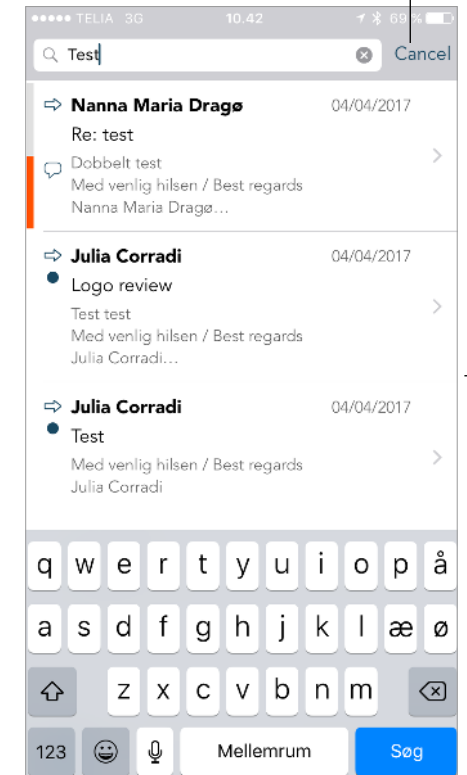 TELIA 3G 10.42 69 %
Test Cancel
Nanna Maria Dragø 04/04/2017
Re: test
Dobbelt test
Med venlig hilsen / Best regards
Nanna Maria Dragø...
Julia Corradi 04/04/2017
Logo review
Test test
Med venlig hilsen / Best regards
Julia Corradi...
Julia Corradi 04/04/2017
Test
Med venlig hilsen / Best regards
Julia Corradi
q w e r t y u i o p å
a s d f g h j k l æ ø
z x c v b n m
123 Mellemrum Søg